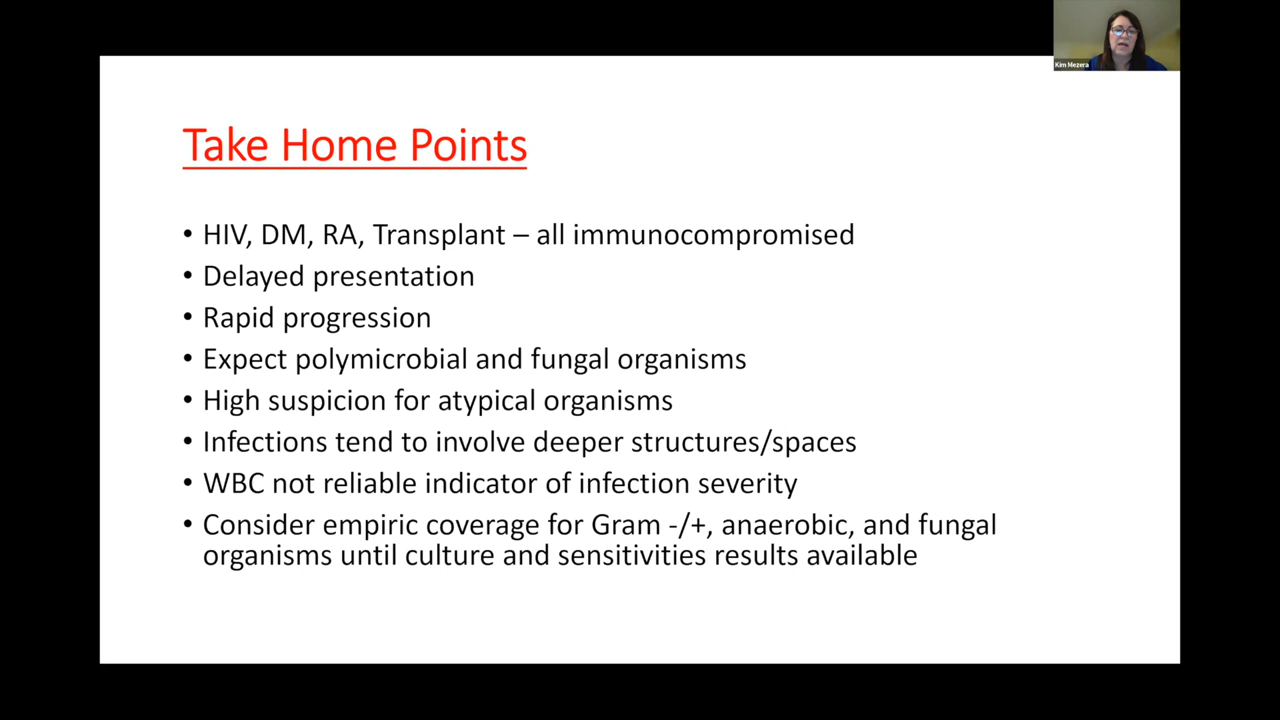 Kim Mezera
Take Home Points
• HIV, DM, RA, Transplant – all immunocompromised
• Delayed presentation
• Rapid progression
• Expect polymicrobial and fungal organisms
• High suspicion for atypical organisms
• Infections tend to involve deeper structures/spaces
• WBC not reliable indicator of infection severity
• Consider empiric coverage for Gram -/+, anaerobic, and fungal
organisms until culture and sensitivities results available